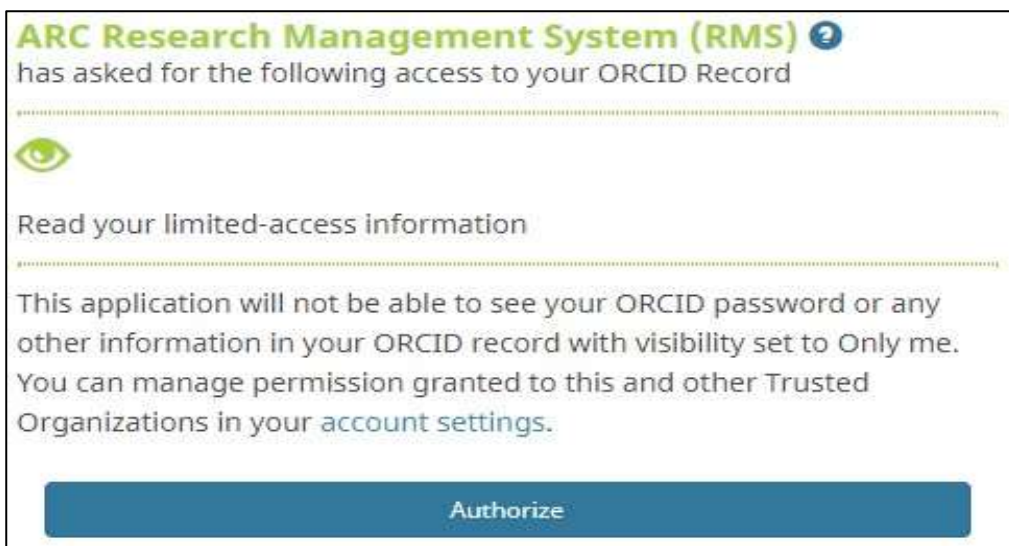 ARC Research Management System (RMS) ?
has asked for the following access to your ORCID Record
Read your limited-access information
This application will not be able to see your ORCID password or any
other information in your ORCID record with visibility set to Only me.
You can manage permission granted to this and other Trusted
Organizations in your account settings.
Authorize